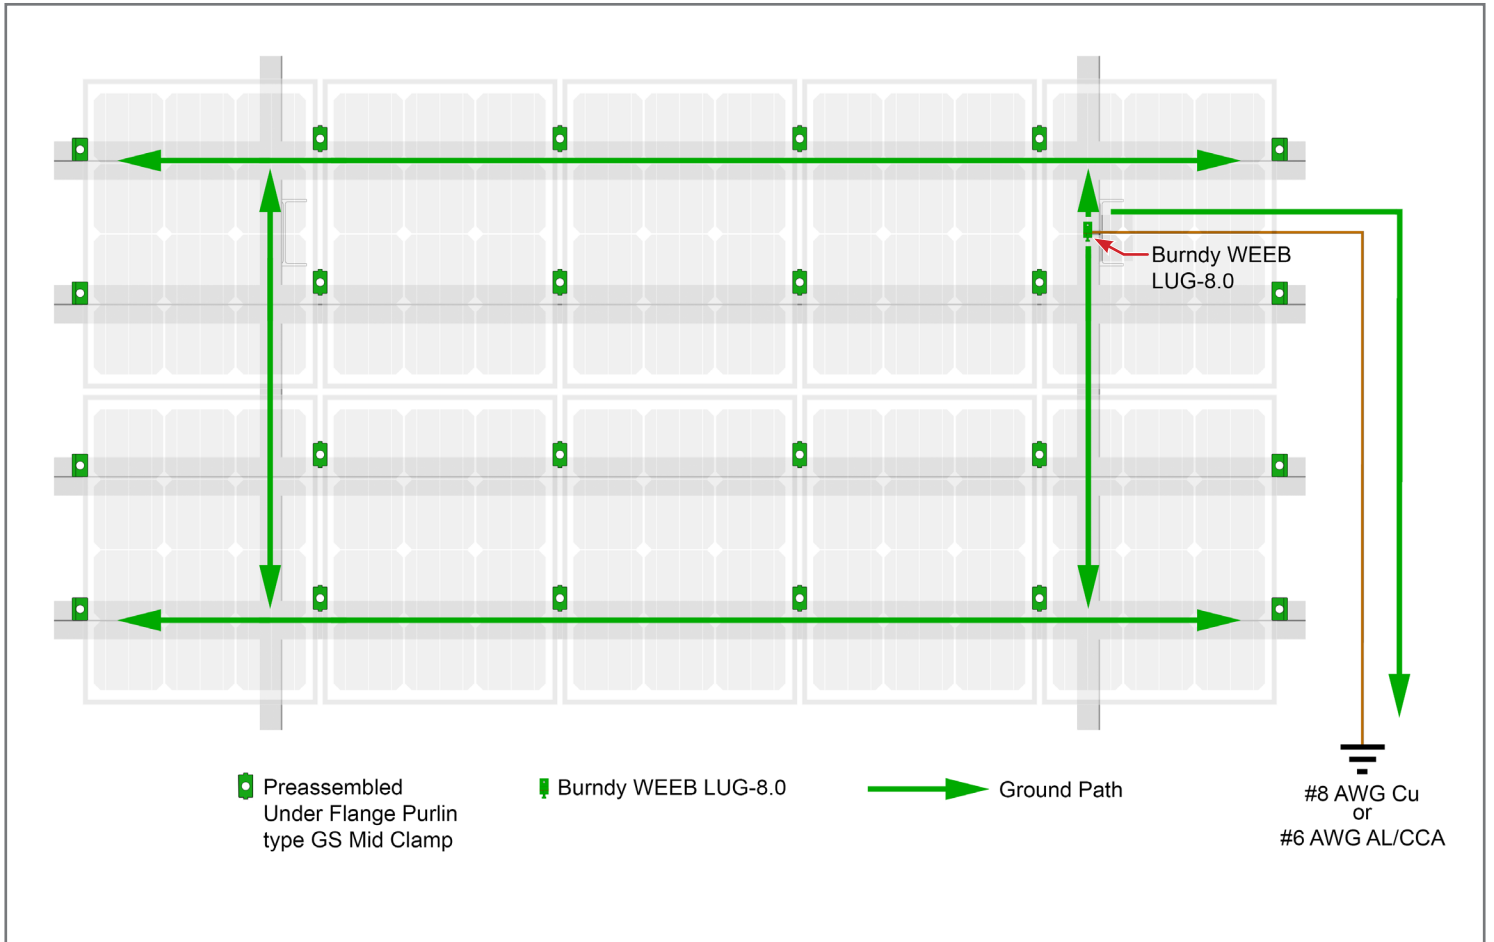 Burndy WEEB
LUG-8.0
Preassembled
Under Flange Purlin
type GS Mid Clamp
Burndy WEEB LUG-8.0
Ground Path
#8 AWG Cu
or
#6 AWG AL/CCA